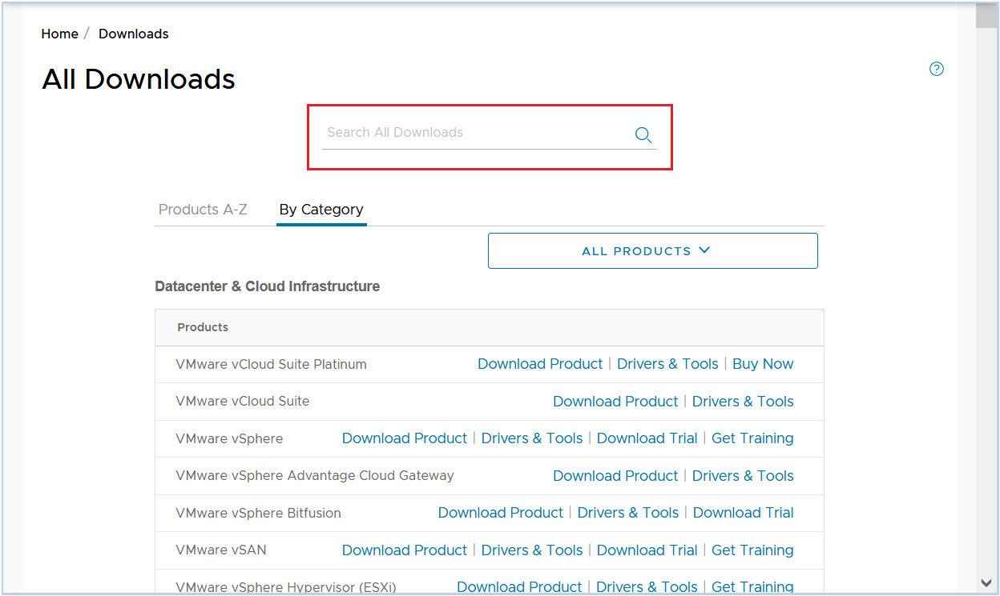 Home / Downloads
All Downloads
?
Search All Downloads
Products A-Z By Category
ALL PRODUCTS
Datacenter & Cloud Infrastructure
Products
VMware vCloud Suite Platinum Download Product | Drivers & Tools | Buy Now
VMware vCloud Suite Download Product | Drivers & Tools
VMware vSphere Download Product | Drivers & Tools | Download Trial | Get Training
VMware vSphere Advantage Cloud Gateway Download Product | Drivers & Tools
VMware vSphere Bitfusion Download Product | Drivers & Tools | Download Trial
VMware vSAN Download Product | Drivers & Tools | Download Trial | Get Training
VMware vSphere Hypervisor (ESXi) Download Product | Drivers & Tools | Get Training